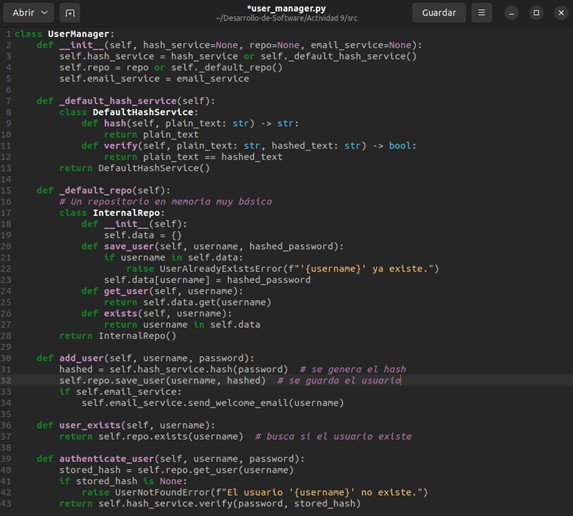 Abrir
*user_manager.py
~/Desarrollo-de-Software/Actividad 9/src
Guardar
1 class UserManager:
2     def __init__(self, hash_service=None, repo=None, email_service=None):
3         self.hash_service = hash_service or self._default_hash_service()
4         self.repo = repo or self._default_repo()
5         self.email_service = email_service
6
7     def _default_hash_service(self):
8         class DefaultHashService:
9             def hash(self, plain_text: str) -> str:
10                 return plain_text
11             def verify(self, plain_text: str, hashed_text: str) -> bool:
12                 return plain_text == hashed_text
13         return DefaultHashService()
14
15     def _default_repo(self):
16         # Un repositorio en memoria muy básico
17         class InternalRepo:
18             def __init__(self):
19                 self.data = {}
20             def save_user(self, username, hashed_password):
21                 if username in self.data:
22                     raise UserAlreadyExistsError(f"'{username}' ya existe.")
23                 self.data[username] = hashed_password
24             def get_user(self, username):
25                 return self.data.get(username)
26             def exists(self, username):
27                 return username in self.data
28         return InternalRepo()
29
30     def add_user(self, username, password):
31         hashed = self.hash_service.hash(password)  # se genera el hash
32         self.repo.save_user(username, hashed)  # se guarda el usuario
33         if self.email_service:
34             self.email_service.send_welcome_email(username)
35
36     def user_exists(self, username):
37         return self.repo.exists(username)  # busca si el usuario existe
38
39     def authenticate_user(self, username, password):
40         stored_hash = self.repo.get_user(username)
41         if stored_hash is None:
42             raise UserNotFoundError(f"El usuario '{username}' no existe.")
43         return self.hash_service.verify(password, stored_hash)